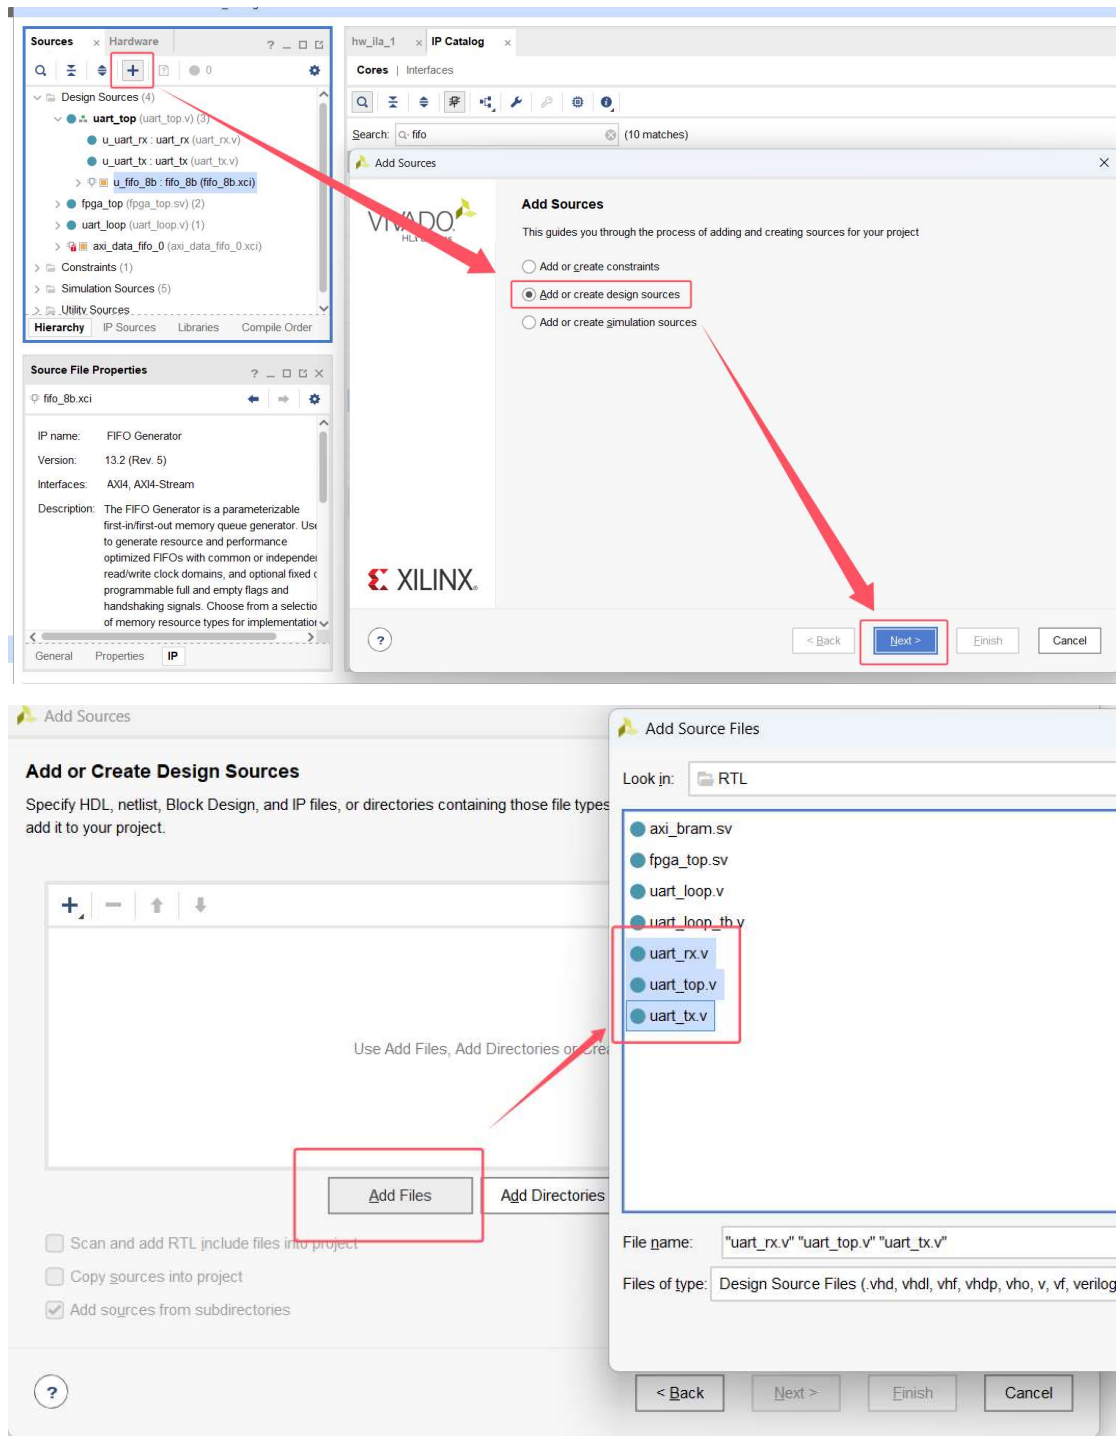 Sources × Hardware ? _ □
0
Design Sources (4)
uart_top (uart_top.v) (3)
u_uart_rx : uart_rx (uart_rx.v)
u_uart_tx : uart_tx (uart_tx.v)
u_fifo_8b : fifo_8b (fifo_8b.xci)
fpga_top (fpga_top.sv) (2)
uart_loop (uart_loop.v) (1)
axi_data_fifo_0 (axi_data_fifo_0.xci)
Constraints (1)
Simulation Sources (5)
Utility Sources
Hierarchy IP Sources Libraries Compile Order
Source File Properties ? _ □ ×
fifo_8b.xci
IP name: FIFO Generator
Version: 13.2 (Rev. 5)
Interfaces: AXI4, AXI4-Stream
Description: The FIFO Generator is a parameterizable
first-in/first-out memory queue generator. Use
to generate resource and performance
optimized FIFOs with common or independen
read/write clock domains, and optional fixed o
programmable full and empty flags and
handshaking signals. Choose from a selectio
of memory resource types for implementation
General Properties IP
hw_ila_1 × IP Catalog ×
Cores | Interfaces
Search: fifo (10 matches)
Add Sources ×
VIVADO
HLx
Add Sources
This guides you through the process of adding and creating sources for your project
Add or create constraints
Add or create design sources
Add or create simulation sources
XILINX
? < Back Next > Finish Cancel
Add Sources
Add or Create Design Sources
Specify HDL, netlist, Block Design, and IP files, or directories containing those file types
add it to your project.
Use Add Files, Add Directories or Crea
Add Files Add Directories
Scan and add RTL include files into project
Copy sources into project
Add sources from subdirectories
Add Source Files
Look in: RTL
axi_bram.sv
fpga_top.sv
uart_loop.v
uart_loop_tb.v
uart_rx.v
uart_top.v
uart_tx.v
File name: "uart_rx.v" "uart_top.v" "uart_tx.v"
Files of type: Design Source Files (.vhd, vhdl, vhf, vhdp, vho, v, vf, verilog
? < Back Next > Finish Cancel